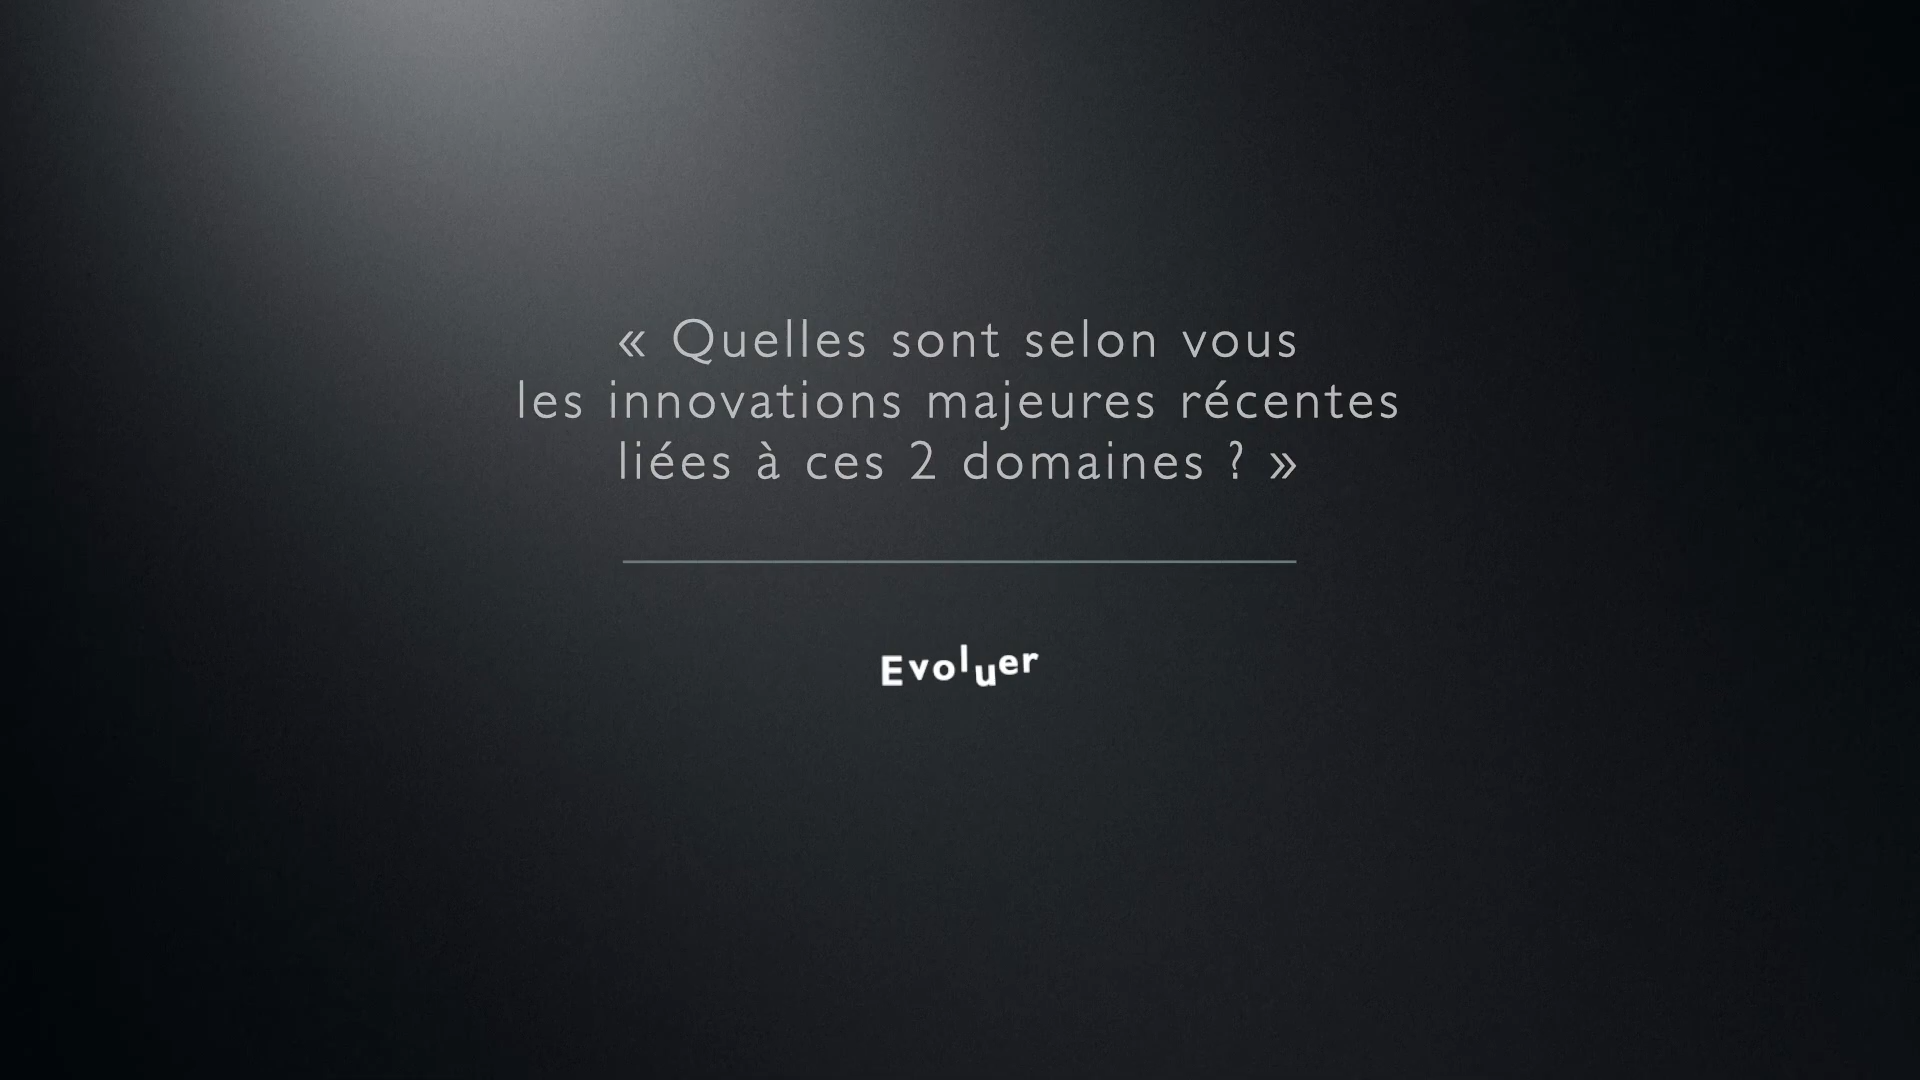 « Quelles sont selon vous
les innovations majeures récentes
liées à ces 2 domaines ? »
Evoluer